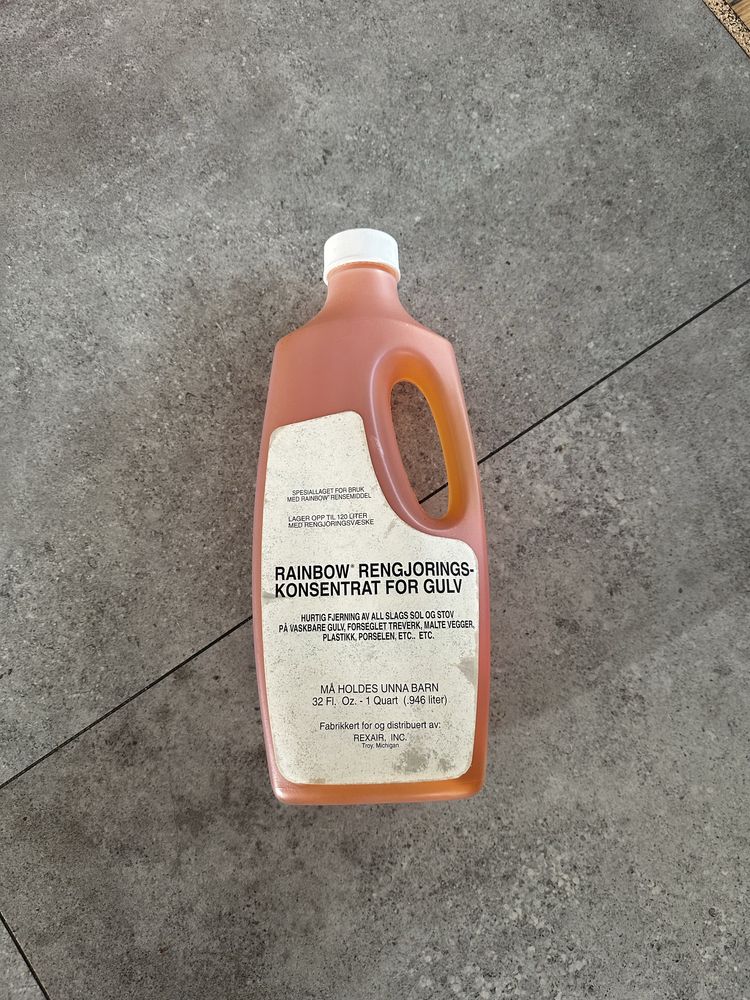 SPESIALLAGET FOR BRUK
MED RAINBOW® RENSEMIDDEL
LAGER OPP TIL 120 LITER
MED RENGJORINGSVÆSKE
RAINBOW® RENGJORINGS-
KONSENTRAT FOR GULV
HURTIG FJERNING AV ALL SLAGS SOL OG STOV
PÅ VASKBARE GULV, FORSEGLET TREVERK, MALTE VEGGER,
PLASTIKK, PORSELEN, ETC.. ETC.
MÅ HOLDES UNNA BARN
32 Fl. Oz. - 1 Quart (.946 liter)
Fabrikkert for og distribuert av:
REXAIR, INC.
Troy, Michigan